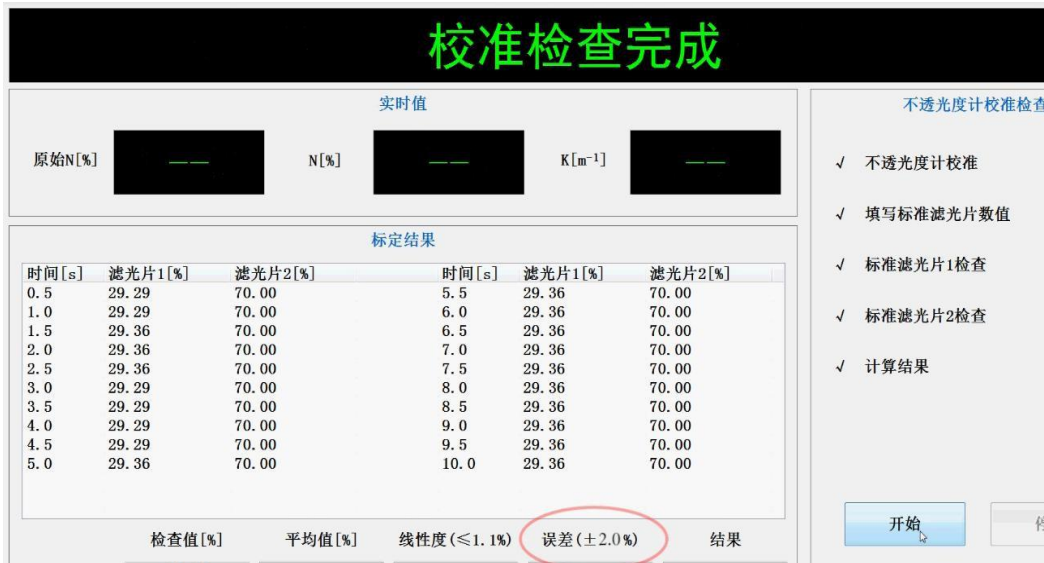 校准检查完成
实时值
原始N[%] —— N[%] —— K[m⁻¹] ——
标定结果
时间[s] 滤光片1[%] 滤光片2[%] 时间[s] 滤光片1[%] 滤光片2[%]
0.5 29.29 70.00 5.5 29.36 70.00
1.0 29.29 70.00 6.0 29.36 70.00
1.5 29.36 70.00 6.5 29.36 70.00
2.0 29.36 70.00 7.0 29.36 70.00
2.5 29.36 70.00 7.5 29.36 70.00
3.0 29.29 70.00 8.0 29.36 70.00
3.5 29.29 70.00 8.5 29.36 70.00
4.0 29.29 70.00 9.0 29.36 70.00
4.5 29.29 70.00 9.5 29.36 70.00
5.0 29.36 70.00 10.0 29.36 70.00
检查值[%] 平均值[%] 线性度(≤1.1%) 误差(±2.0%) 结果
不透光度计校准检查
√ 不透光度计校准
√ 填写标准滤光片数值
√ 标准滤光片1检查
√ 标准滤光片2检查
√ 计算结果
开始